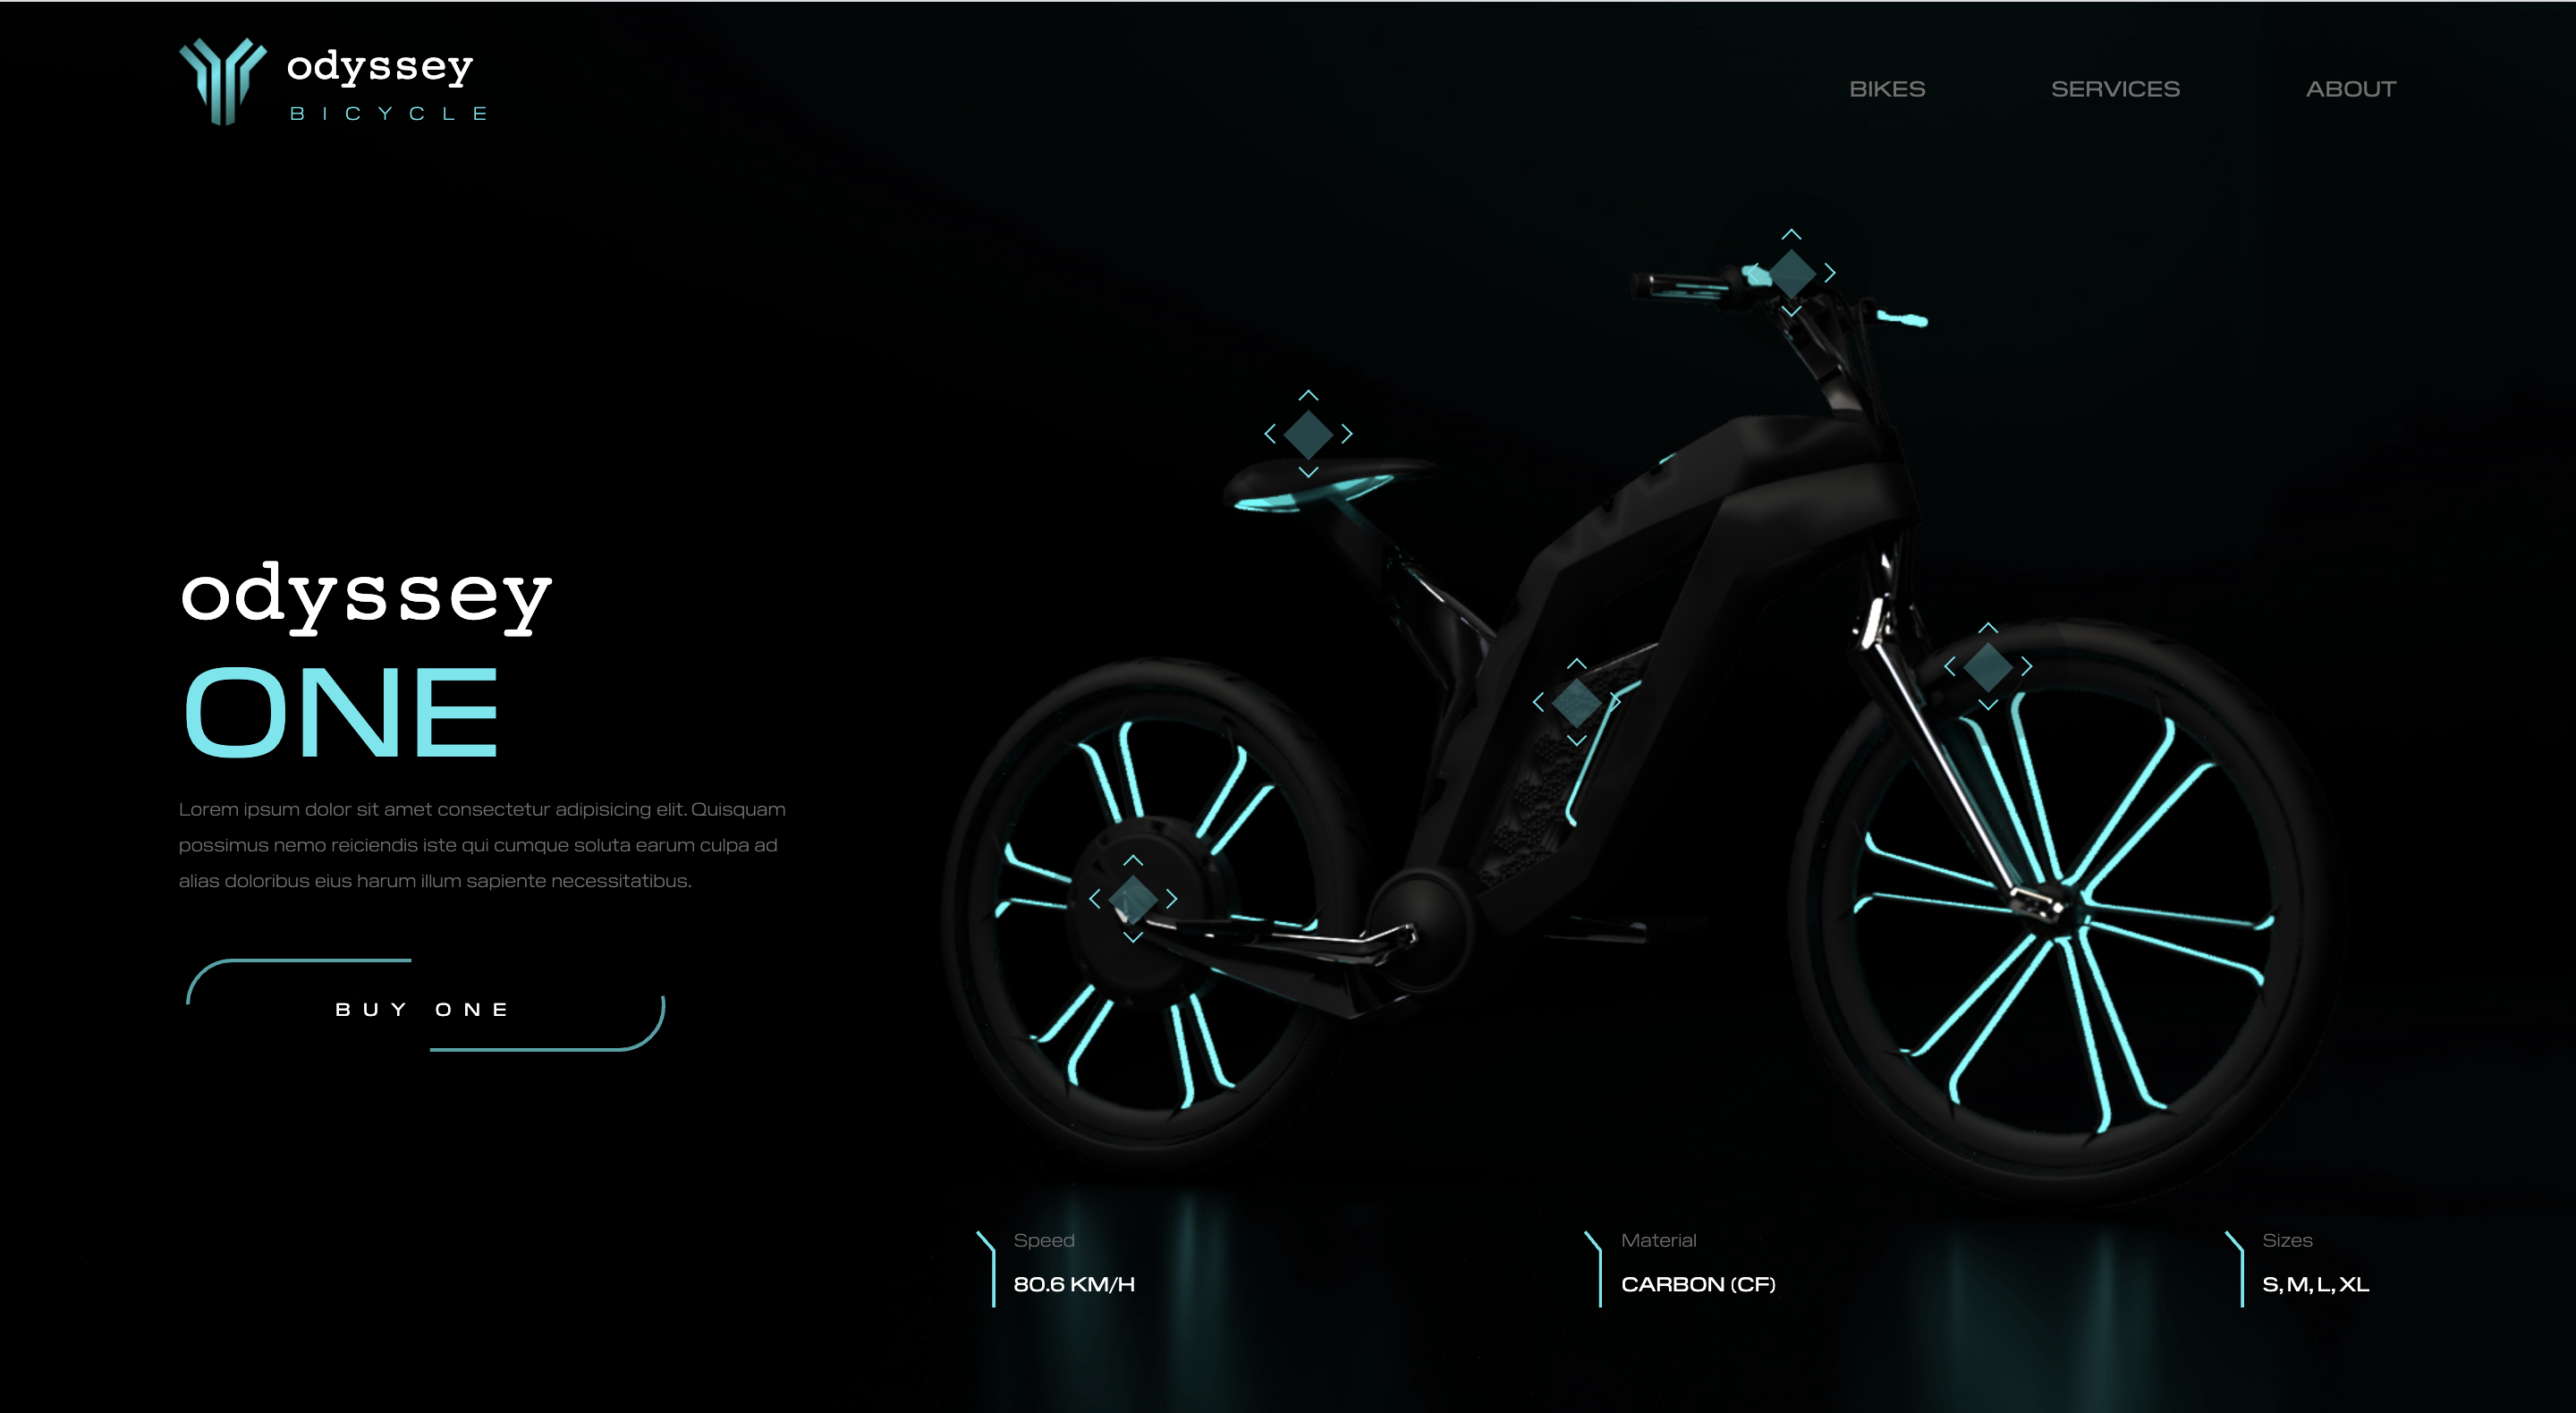 odyssey
BICYCLE
BIKES
SERVICES
ABOUT
odyssey
ONE
Lorem ipsum dolor sit amet consectetur adipisicing elit. Quisquam
possimus nemo reiciendis iste qui cumque soluta earum culpa ad
alias doloribus eius harum illum sapiente necessitatibus.
BUY ONE
Speed
80.6 KM/H
Material
CARBON (CF)
Sizes
S, M, L, XL